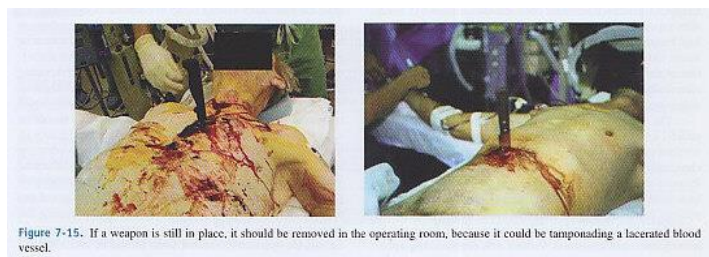 Figure 7-15. If a weapon is still in place, it should be removed in the operating room, because it could be tamponading a lacerated blood
vessel.